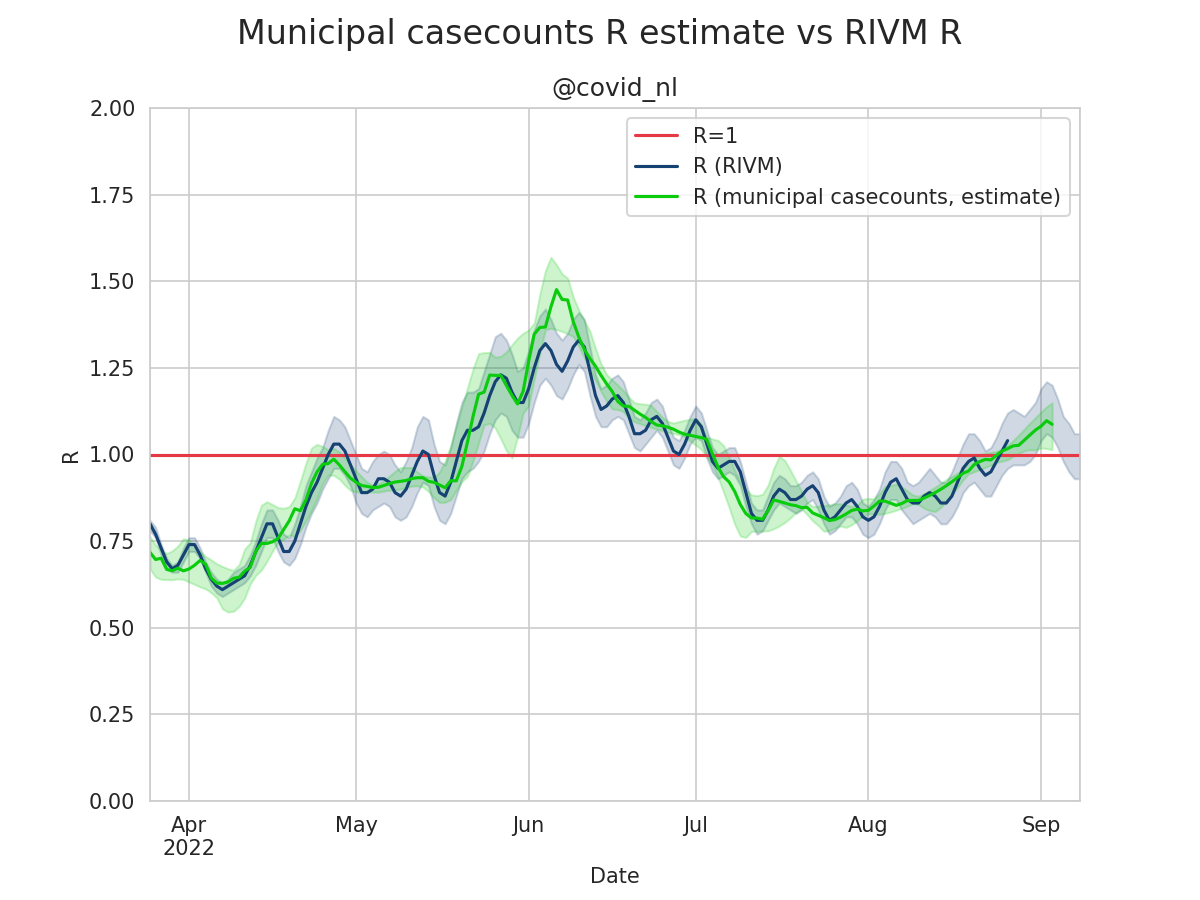 Municipal casecounts R estimate vs RIVM R
@covid_nl
2.00
1.75
1.50
1.25
1.00
0.75
0.50
0.25
0.00
R
R=1
R (RIVM)
R (municipal casecounts, estimate)
Apr May Jun Jul Aug Sep
2022
Date